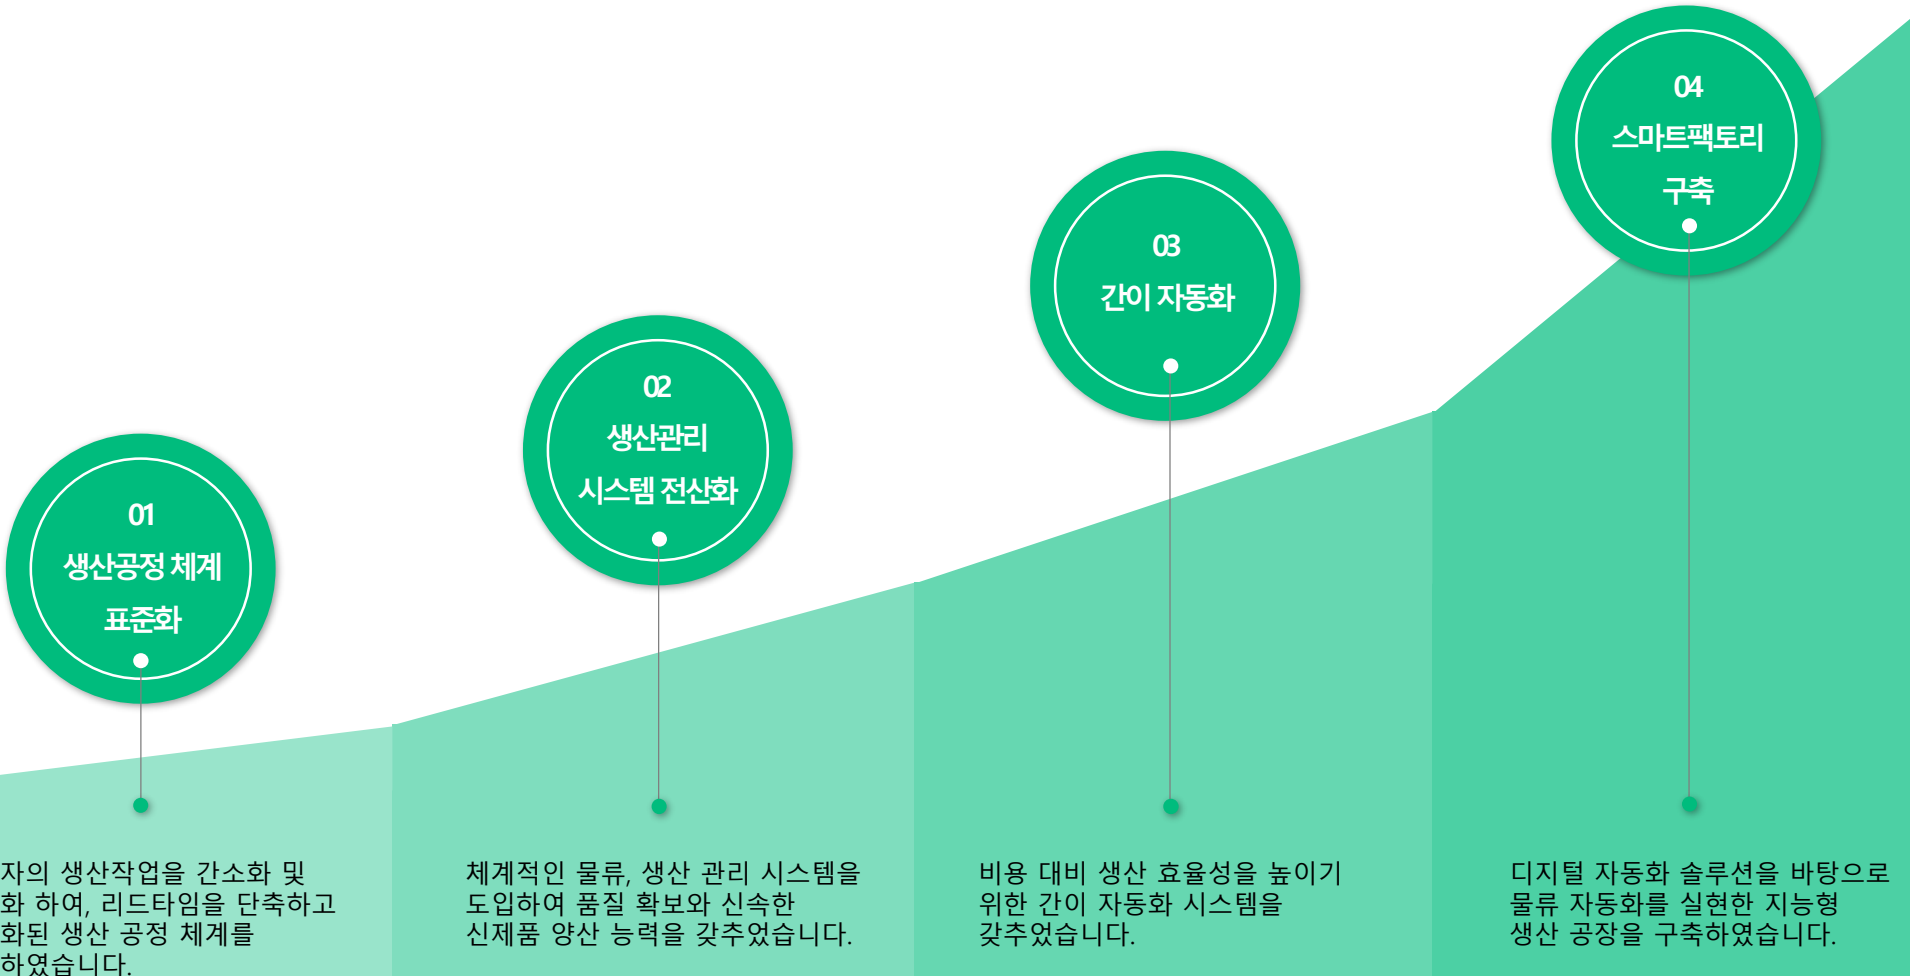 01
생산공정 체계
표준화
자의 생산작업을 간소화 및
화 하여, 리드타임을 단축하고
화된 생산 공정 체계를
하였습니다.
02
생산관리
시스템 전산화
체계적인 물류, 생산 관리 시스템을
도입하여 품질 확보와 신속한
신제품 양산 능력을 갖추었습니다.
03
간이 자동화
비용 대비 생산 효율성을 높이기
위한 간이 자동화 시스템을
갖추었습니다.
04
스마트팩토리
구축
디지털 자동화 솔루션을 바탕으로
물류 자동화를 실현한 지능형
생산 공장을 구축하였습니다.